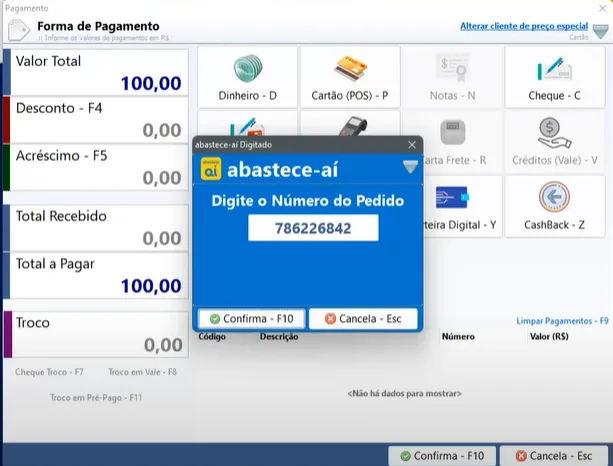 Pagamento
Forma de Pagamento
:: Informe os valores de pagamentos em R$
Alterar cliente de preço especial
Cartão
Valor Total
100,00
Desconto - F4
0,00
Acréscimo - F5
0,00
Total Recebido
0,00
Total a Pagar
100,00
Troco
0,00
Cheque Troco - F7
Troco em Vale - F8
Troco em Pré-Pago - F11
Dinheiro - D
Cartão (POS) - P
Notas - N
Cheque - C
Carta Frete - R
Créditos (Vale) - V
teira Digital - Y
CashBack - Z
abastece-aí Digitado
abastece aí
abastece-aí
Digite o Número do Pedido
786226842
Confirma - F10
Cancela - Esc
Limpar Pagamentos - F9
Código
Descrição
Número
Valor (R$)
<Não há dados para mostrar>
Confirma - F10
Cancela - Esc